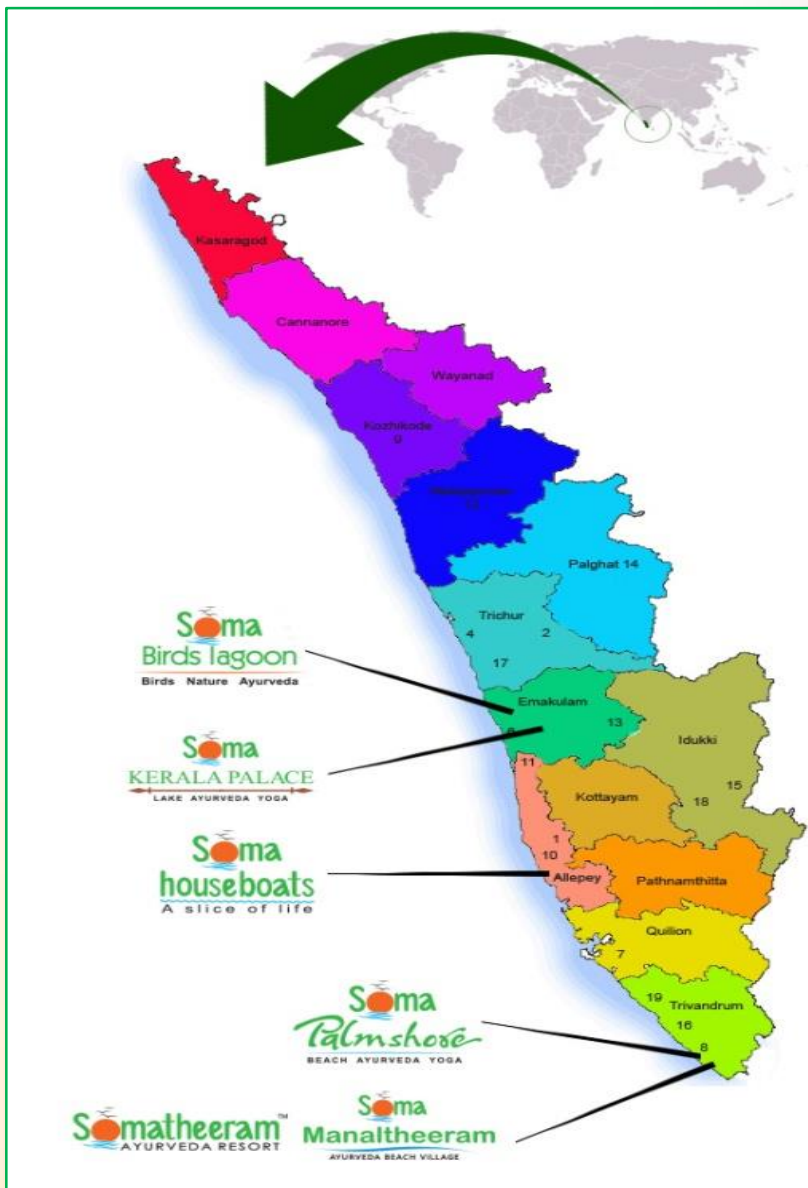 Kasaragod
Cannanore
Wayanad
Kozhikode
9
Palghat 14
Trichur
4
2
17
Soma
Birds lagoon
Birds Nature Ayurveda
Emakulam
13
Idukki
Soma
KERALA PALACE
LAKE AYURVEDA YOGA
11
15
18
Kottayam
1
10
Soma
houseboats
A slice of life
Allepey
Pathnamthitta
Quilion
7
19
Trivandrum
16
8
Soma
Palmshore
BEACH AYURVEDA YOGA
Somatheeram™
AYURVEDA RESORT
Soma
Manaltheeram
AYURVEDA BEACH VILLAGE